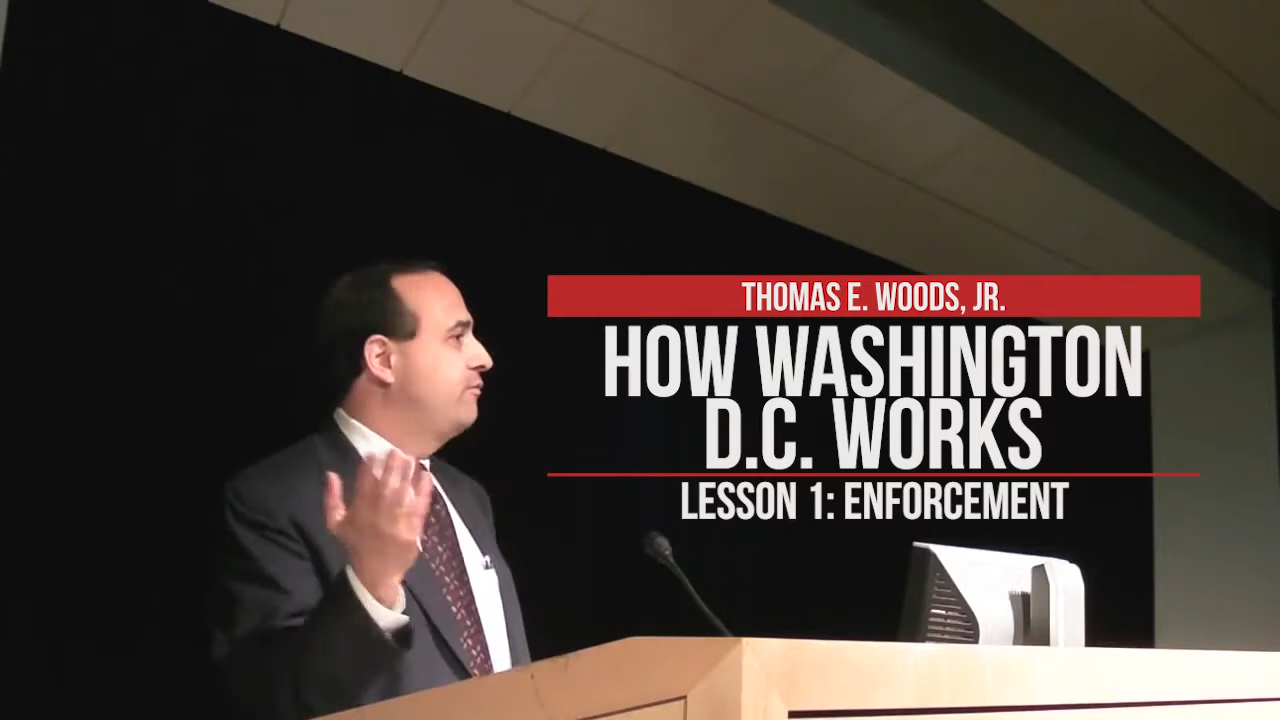 THOMAS E. WOODS, JR.
HOW WASHINGTON
D.C. WORKS
LESSON 1: ENFORCEMENT